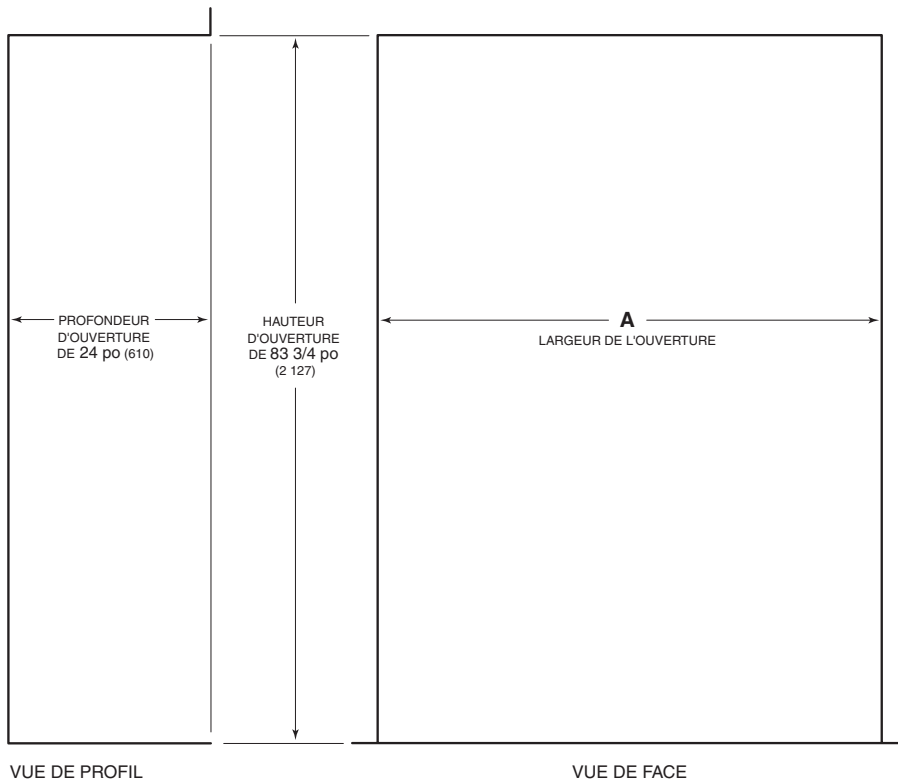 PROFONDEUR
D'OUVERTURE
DE 24 po (610)
HAUTEUR
D'OUVERTURE
DE 83 3/4 po
(2 127)
A
LARGEUR DE L'OUVERTURE
VUE DE PROFIL
VUE DE FACE